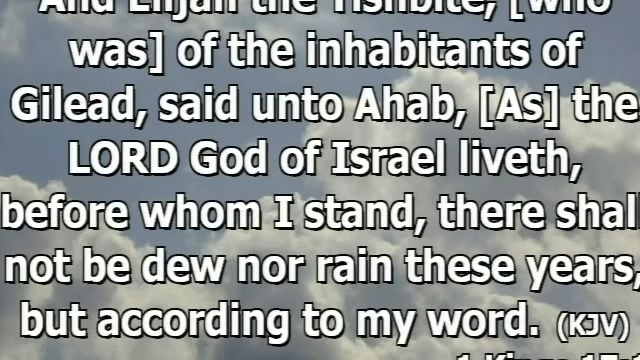 And Elijah the Tishbite, [who
was] of the inhabitants of
Gilead, said unto Ahab, [As] the
LORD God of Israel liveth,
before whom I stand, there shall
not be dew nor rain these years,
but according to my word. (KJV)
1 Kings 17:1